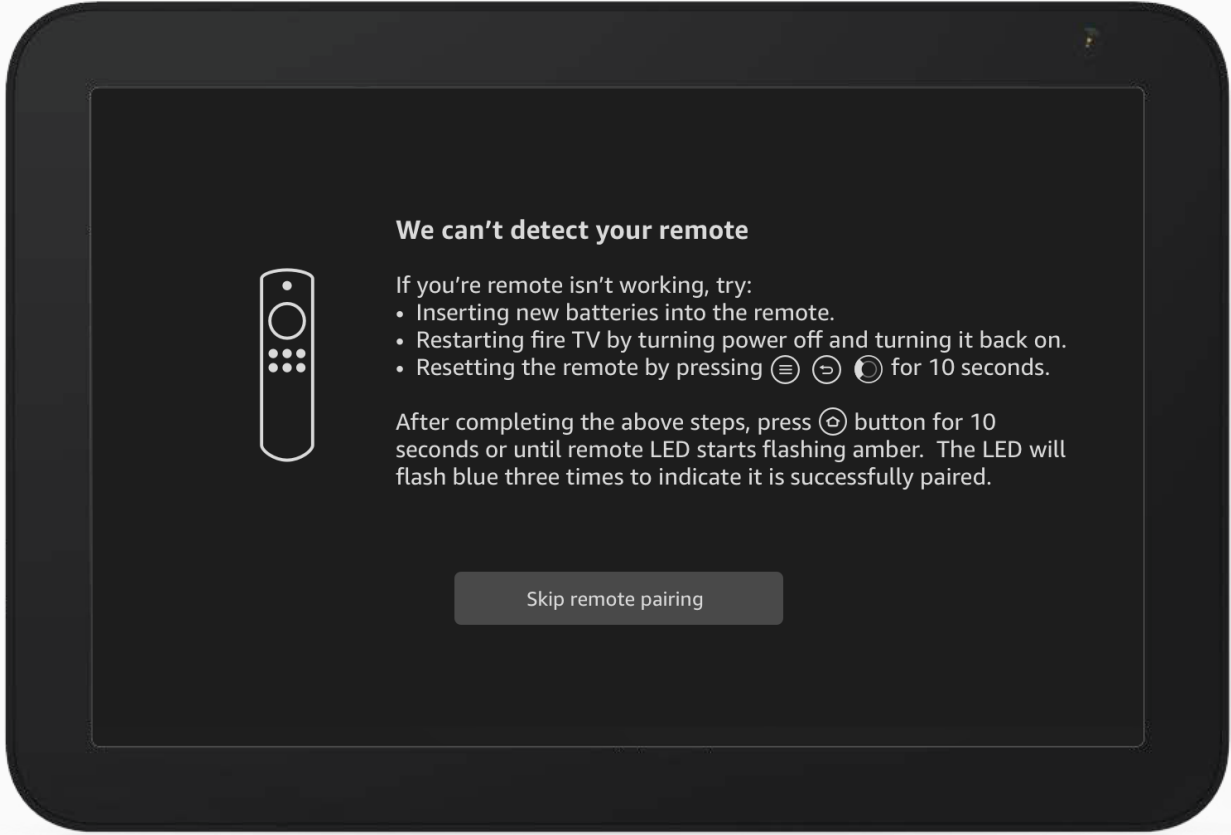 We can't detect your remote
If you're remote isn't working, try:
• Inserting new batteries into the remote.
• Restarting fire TV by turning power off and turning it back on.
• Resetting the remote by pressing for 10 seconds.
After completing the above steps, press button for 10
seconds or until remote LED starts flashing amber.  The LED will
flash blue three times to indicate it is successfully paired.
Skip remote pairing